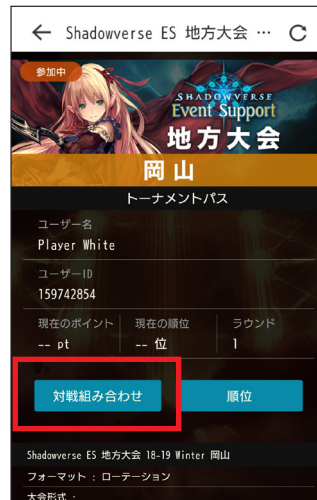 ← Shadowverse ES 地方大会 … C
参加中
SHADOWVERSE
Event Support
地方大会
岡山
トーナメントパス
ユーザー名
Player White
ユーザーID
159742854
現在のポイント 現在の順位 ラウンド
-- pt -- 位 1
対戦組み合わせ 順位
Shadowverse ES 地方大会 18-19 Winter 岡山
フォーマット : ローテーション
大会形式 :